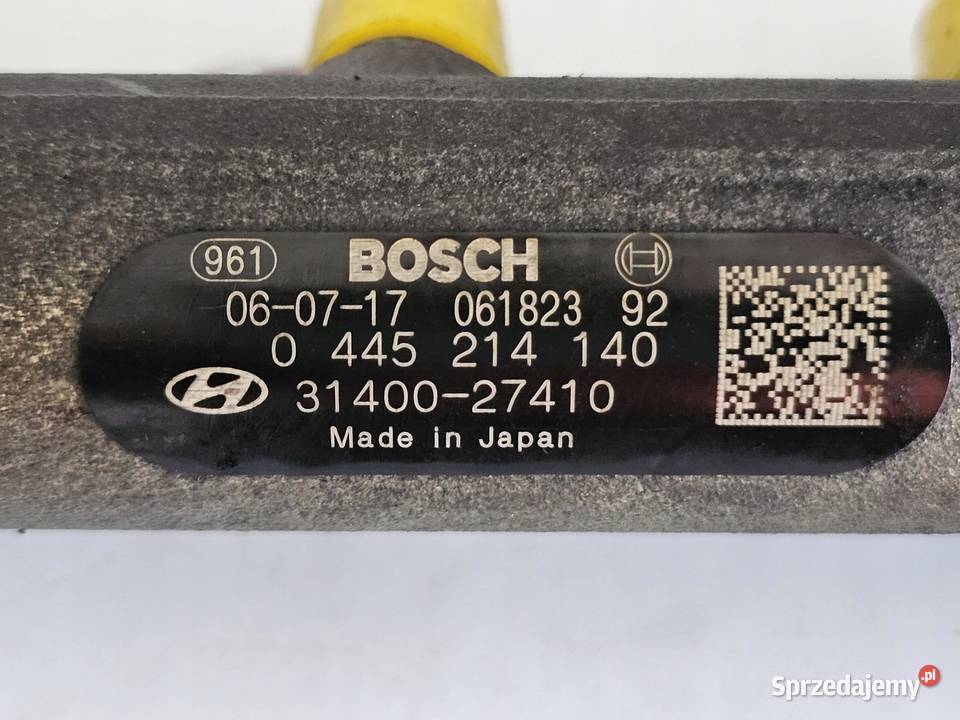 961 BOSCH
06-07-17 061823 92
0 445 214 140
31400-27410
Made in Japan
Sprzedajemy.pl